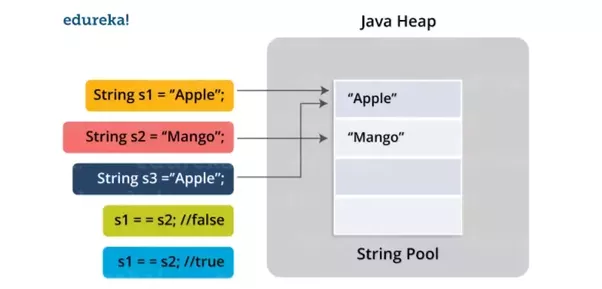 edureka!
Java Heap
String s1 = “Apple”;
String s2 = “Mango”;
String s3 =“Apple”;
s1 = = s2; //false
s1 = = s2; //true
“Apple”
“Mango”
String Pool